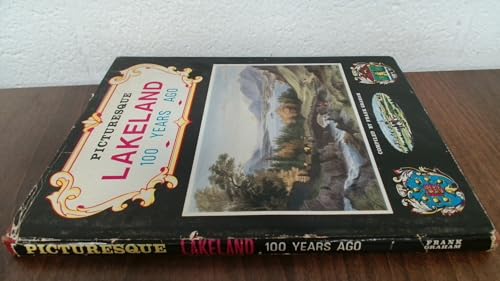 PICTURESQUE
LAKELAND
100 YEARS AGO
COMPILED BY FRANK GRAHAM
PICTURESQUE LAKELAND 100 YEARS AGO FRANK GRAHAM